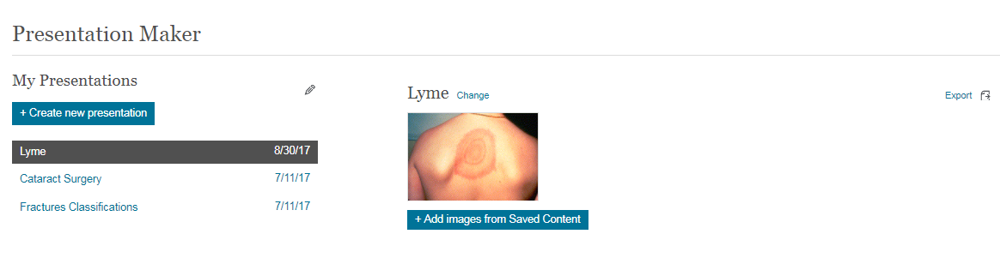 Presentation Maker
My Presentations
+ Create new presentation
Lyme 8/30/17
Cataract Surgery 7/11/17
Fractures Classifications 7/11/17
Lyme Change
Export
+ Add images from Saved Content